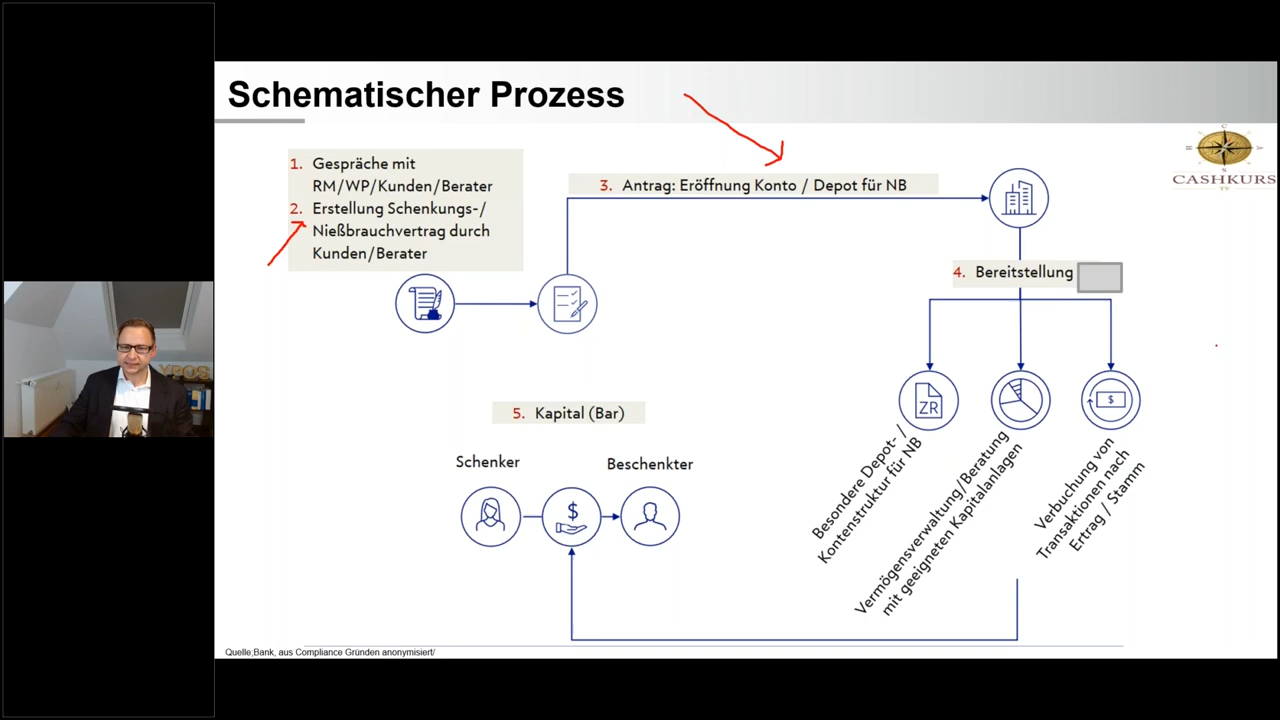 Schematischer Prozess
CASHKURS
TV
1. Gespräche mit
RM/WP/Kunden/Berater
2. Erstellung Schenkungs-/
Nießbrauchvertrag durch
Kunden/Berater
3. Antrag: Eröffnung Konto / Depot für NB
4. Bereitstellung
ZR
$
Besondere Depot- /
Kontenstruktur für NB
Vermögensverwaltung/Beratung
mit geeigneten Kapitalanlagen
Verbuchung von
Transaktionen nach
Ertrag / Stamm
5. Kapital (Bar)
Schenker
Beschenkter
$
Quelle;Bank, aus Compliance Gründen anonymisiert/